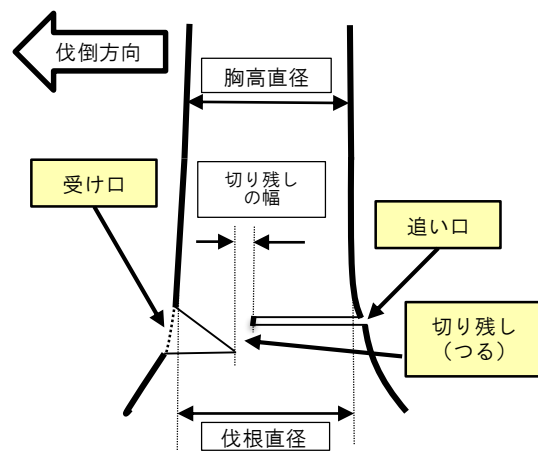 伐倒方向
胸高直径
切り残し
の幅
受け口
追い口
切り残し
（つる）
伐根直径